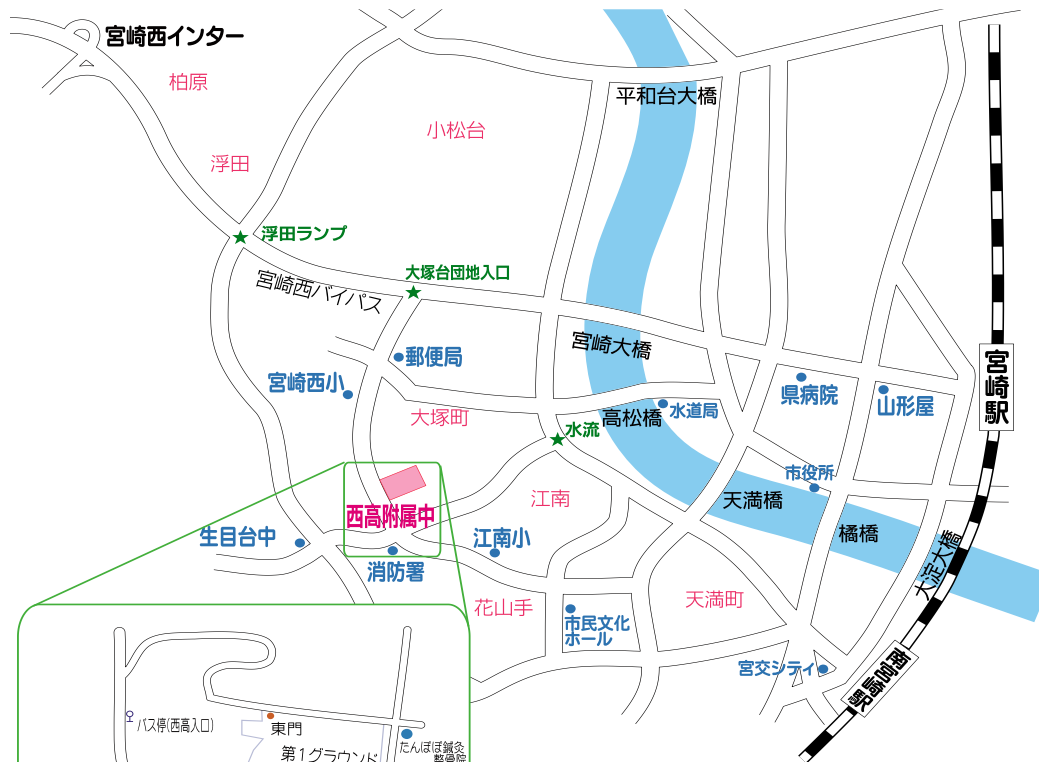 宮崎西インター
柏原
平和台大橋
小松台
浮田
浮田ランプ
大塚台団地入口
宮崎西バイパス
宮崎大橋
郵便局
宮崎駅
宮崎西小
県病院
山形屋
大塚町
高松橋
水道局
水流
市役所
江南
天満橋
西高附属中
橘橋
生目台中
江南小
大淀大橋
消防署
花山手
天満町
市民文化
ホール
宮交シティ
南宮崎駅
バス停(西高入口)
東門
第1グラウンド
たんぽぽ鍼灸
整骨院